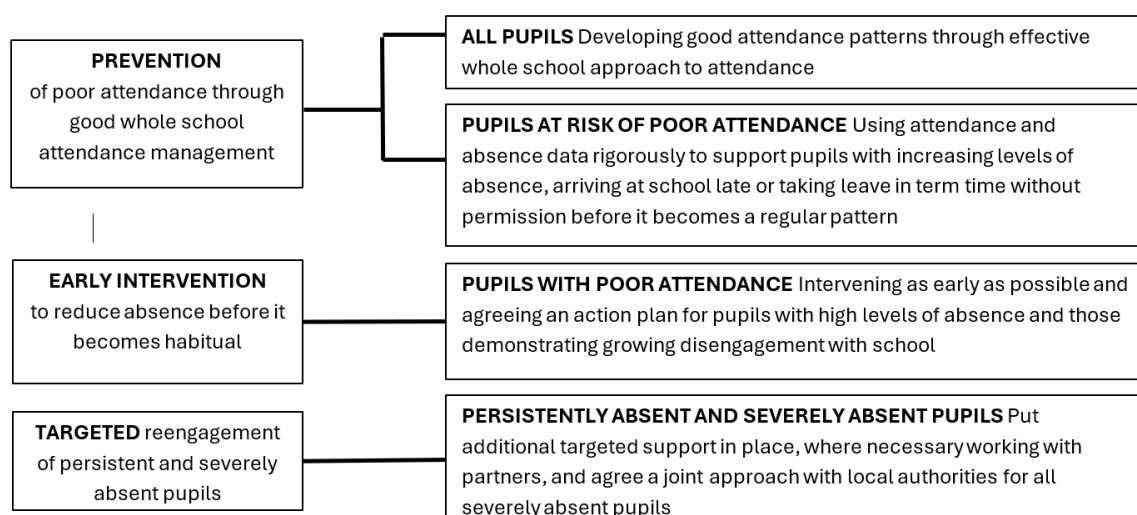 PREVENTION
of poor attendance through
good whole school
attendance management
ALL PUPILS Developing good attendance patterns through effective
whole school approach to attendance
PUPILS AT RISK OF POOR ATTENDANCE Using attendance and
absence data rigorously to support pupils with increasing levels of
absence, arriving at school late or taking leave in term time without
permission before it becomes a regular pattern
EARLY INTERVENTION
to reduce absence before it
becomes habitual
PUPILS WITH POOR ATTENDANCE Intervening as early as possible and
agreeing an action plan for pupils with high levels of absence and those
demonstrating growing disengagement with school
TARGETED reengagement
of persistent and severely
absent pupils
PERSISTENTLY ABSENT AND SEVERELY ABSENT PUPILS Put
additional targeted support in place, where necessary working with
partners, and agree a joint approach with local authorities for all
severely absent pupils